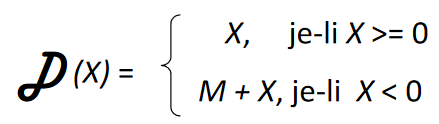 X, je-li X >= 0
𝒟 (X) =
M + X, je-li X < 0